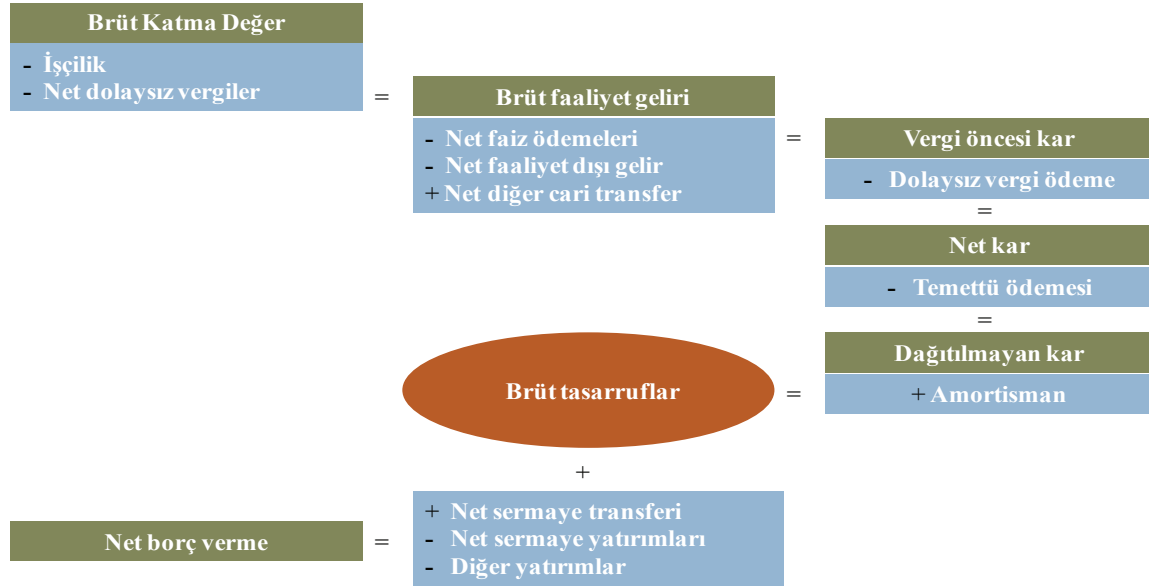 Brüt Katma Değer
- İşçilik
- Net dolaysız vergiler
=
Brüt faaliyet geliri
- Net faiz ödemeleri
- Net faaliyet dışı gelir
+ Net diğer cari transfer
=
Vergi öncesi kar
- Dolaysız vergi ödeme
=
Net kar
- Temettü ödemesi
=
Dağıtılmayan kar
+ Amortisman
=
Brüt tasarruflar
+
+ Net sermaye transferi
- Net sermaye yatırımları
- Diğer yatırımlar
=
Net borç verme